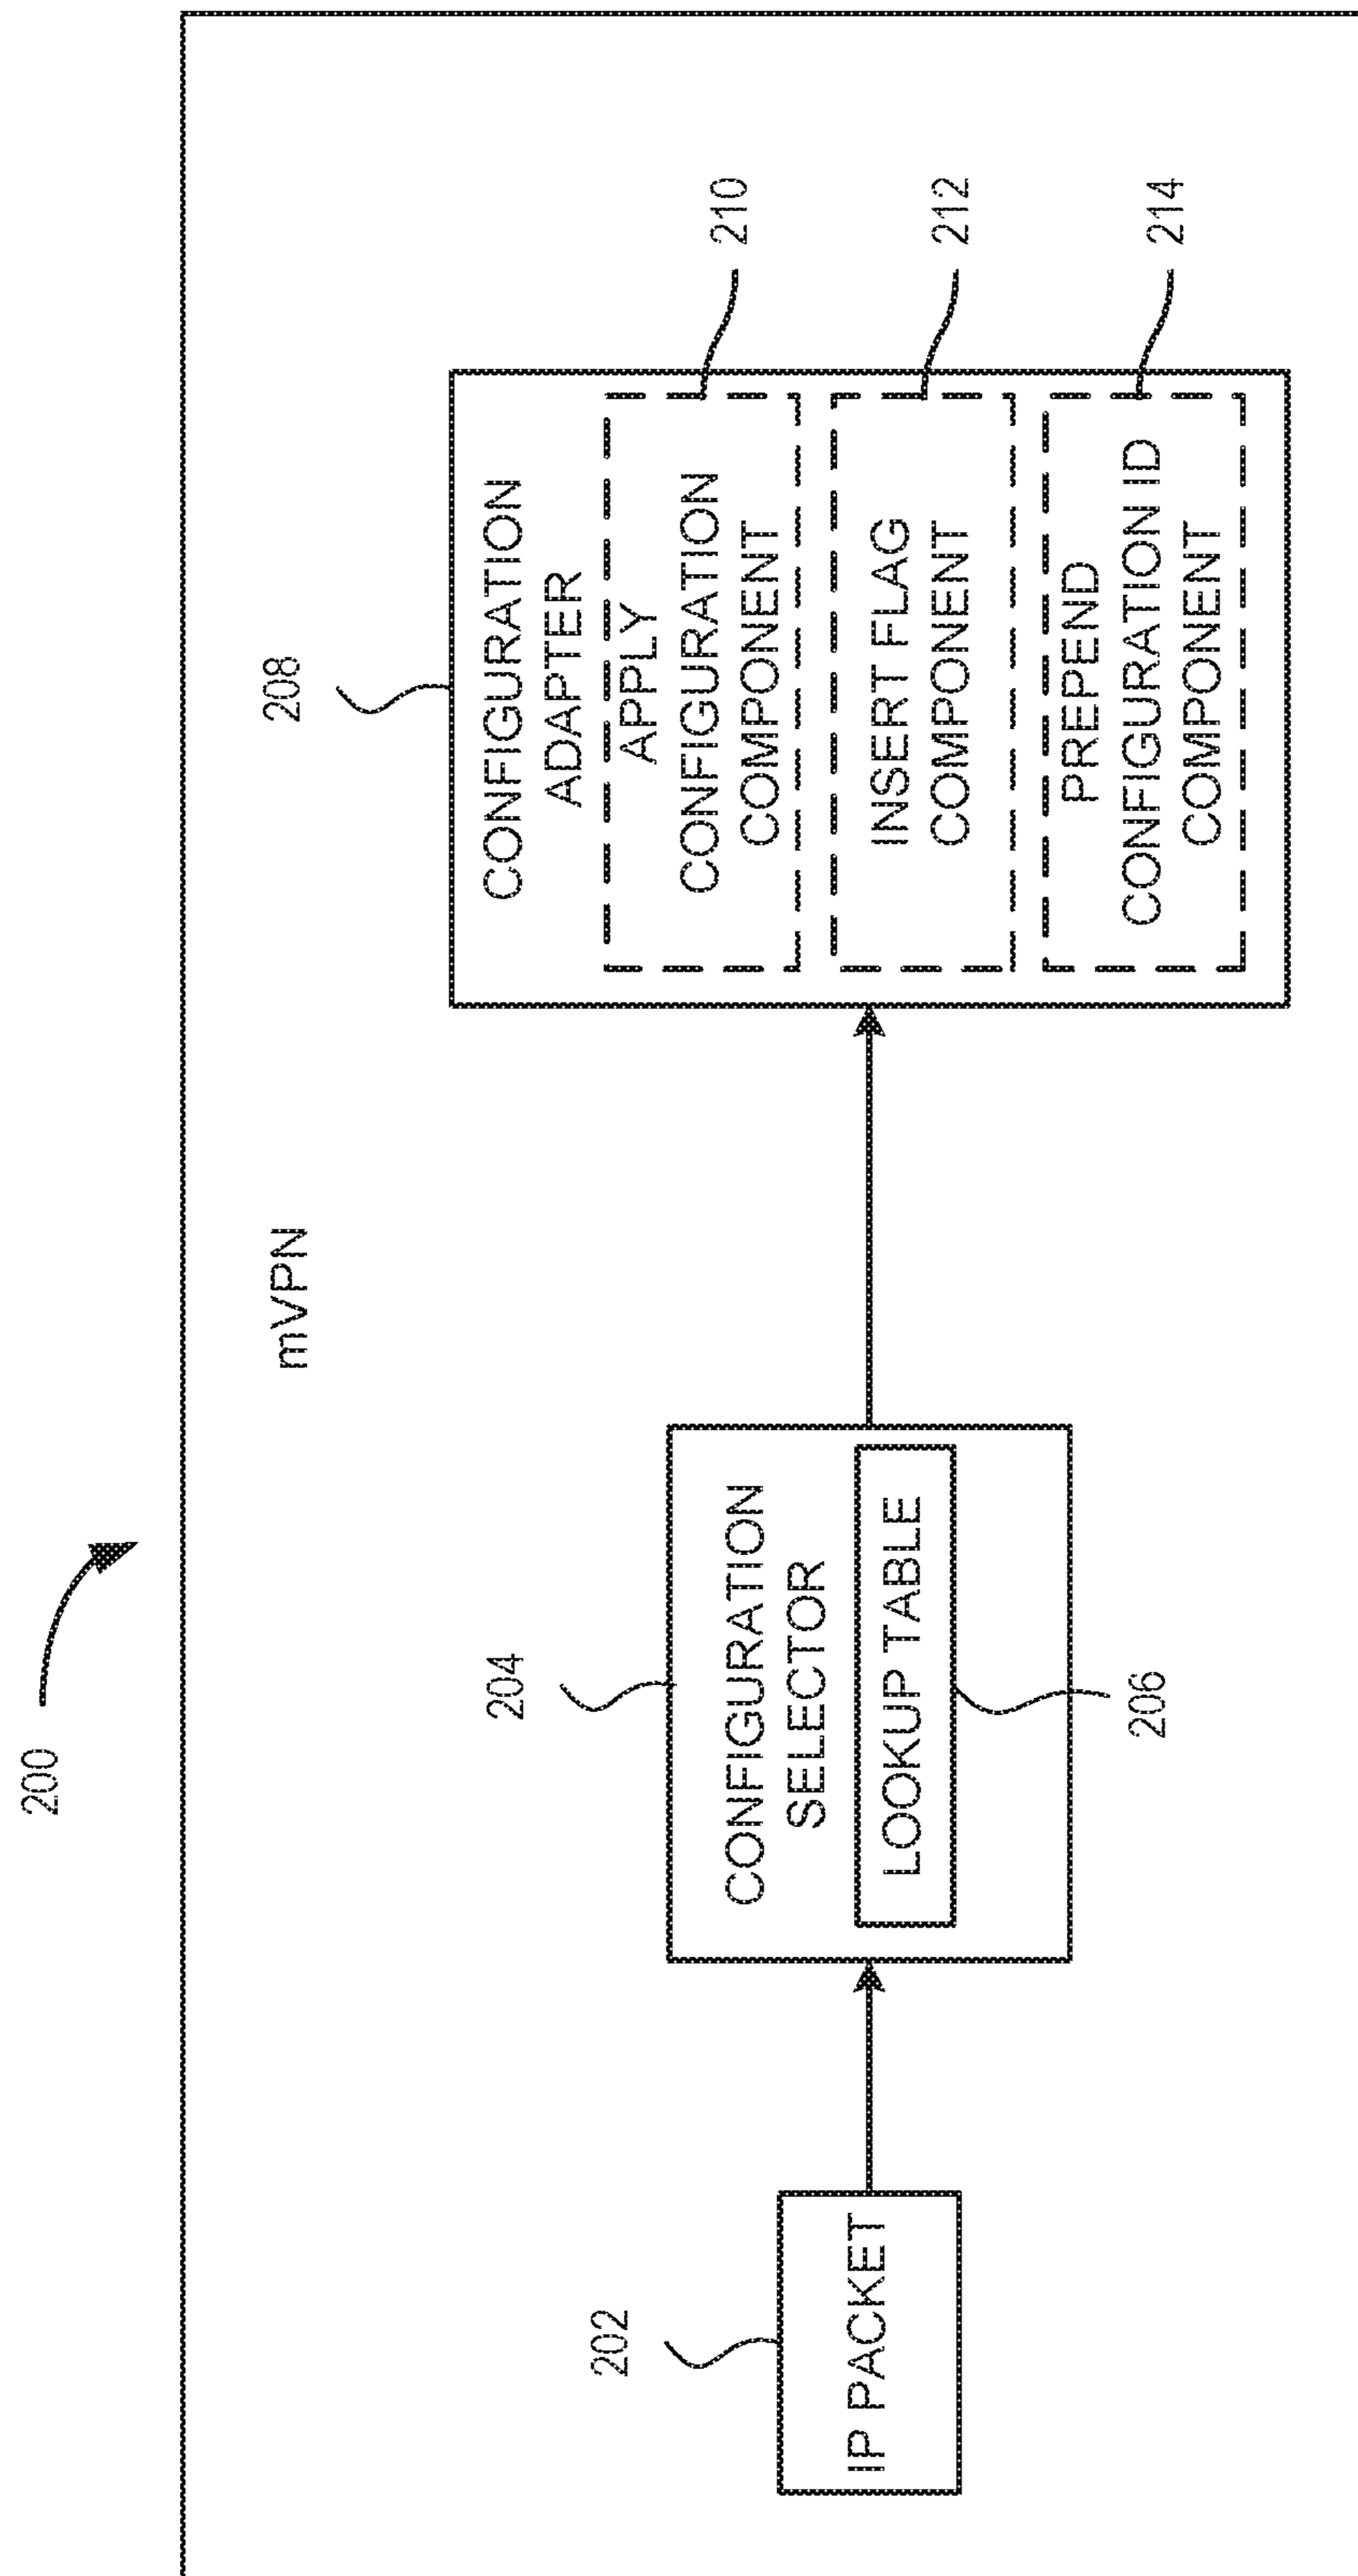 200
mVPN
202
IP PACKET
204
CONFIGURATION
SELECTOR
LOOKUP TABLE
206
208
CONFIGURATION
ADAPTER
APPLY
CONFIGURATION
COMPONENT
210
INSERT FLAG
COMPONENT
212
PREPEND
CONFIGURATION ID
COMPONENT
214